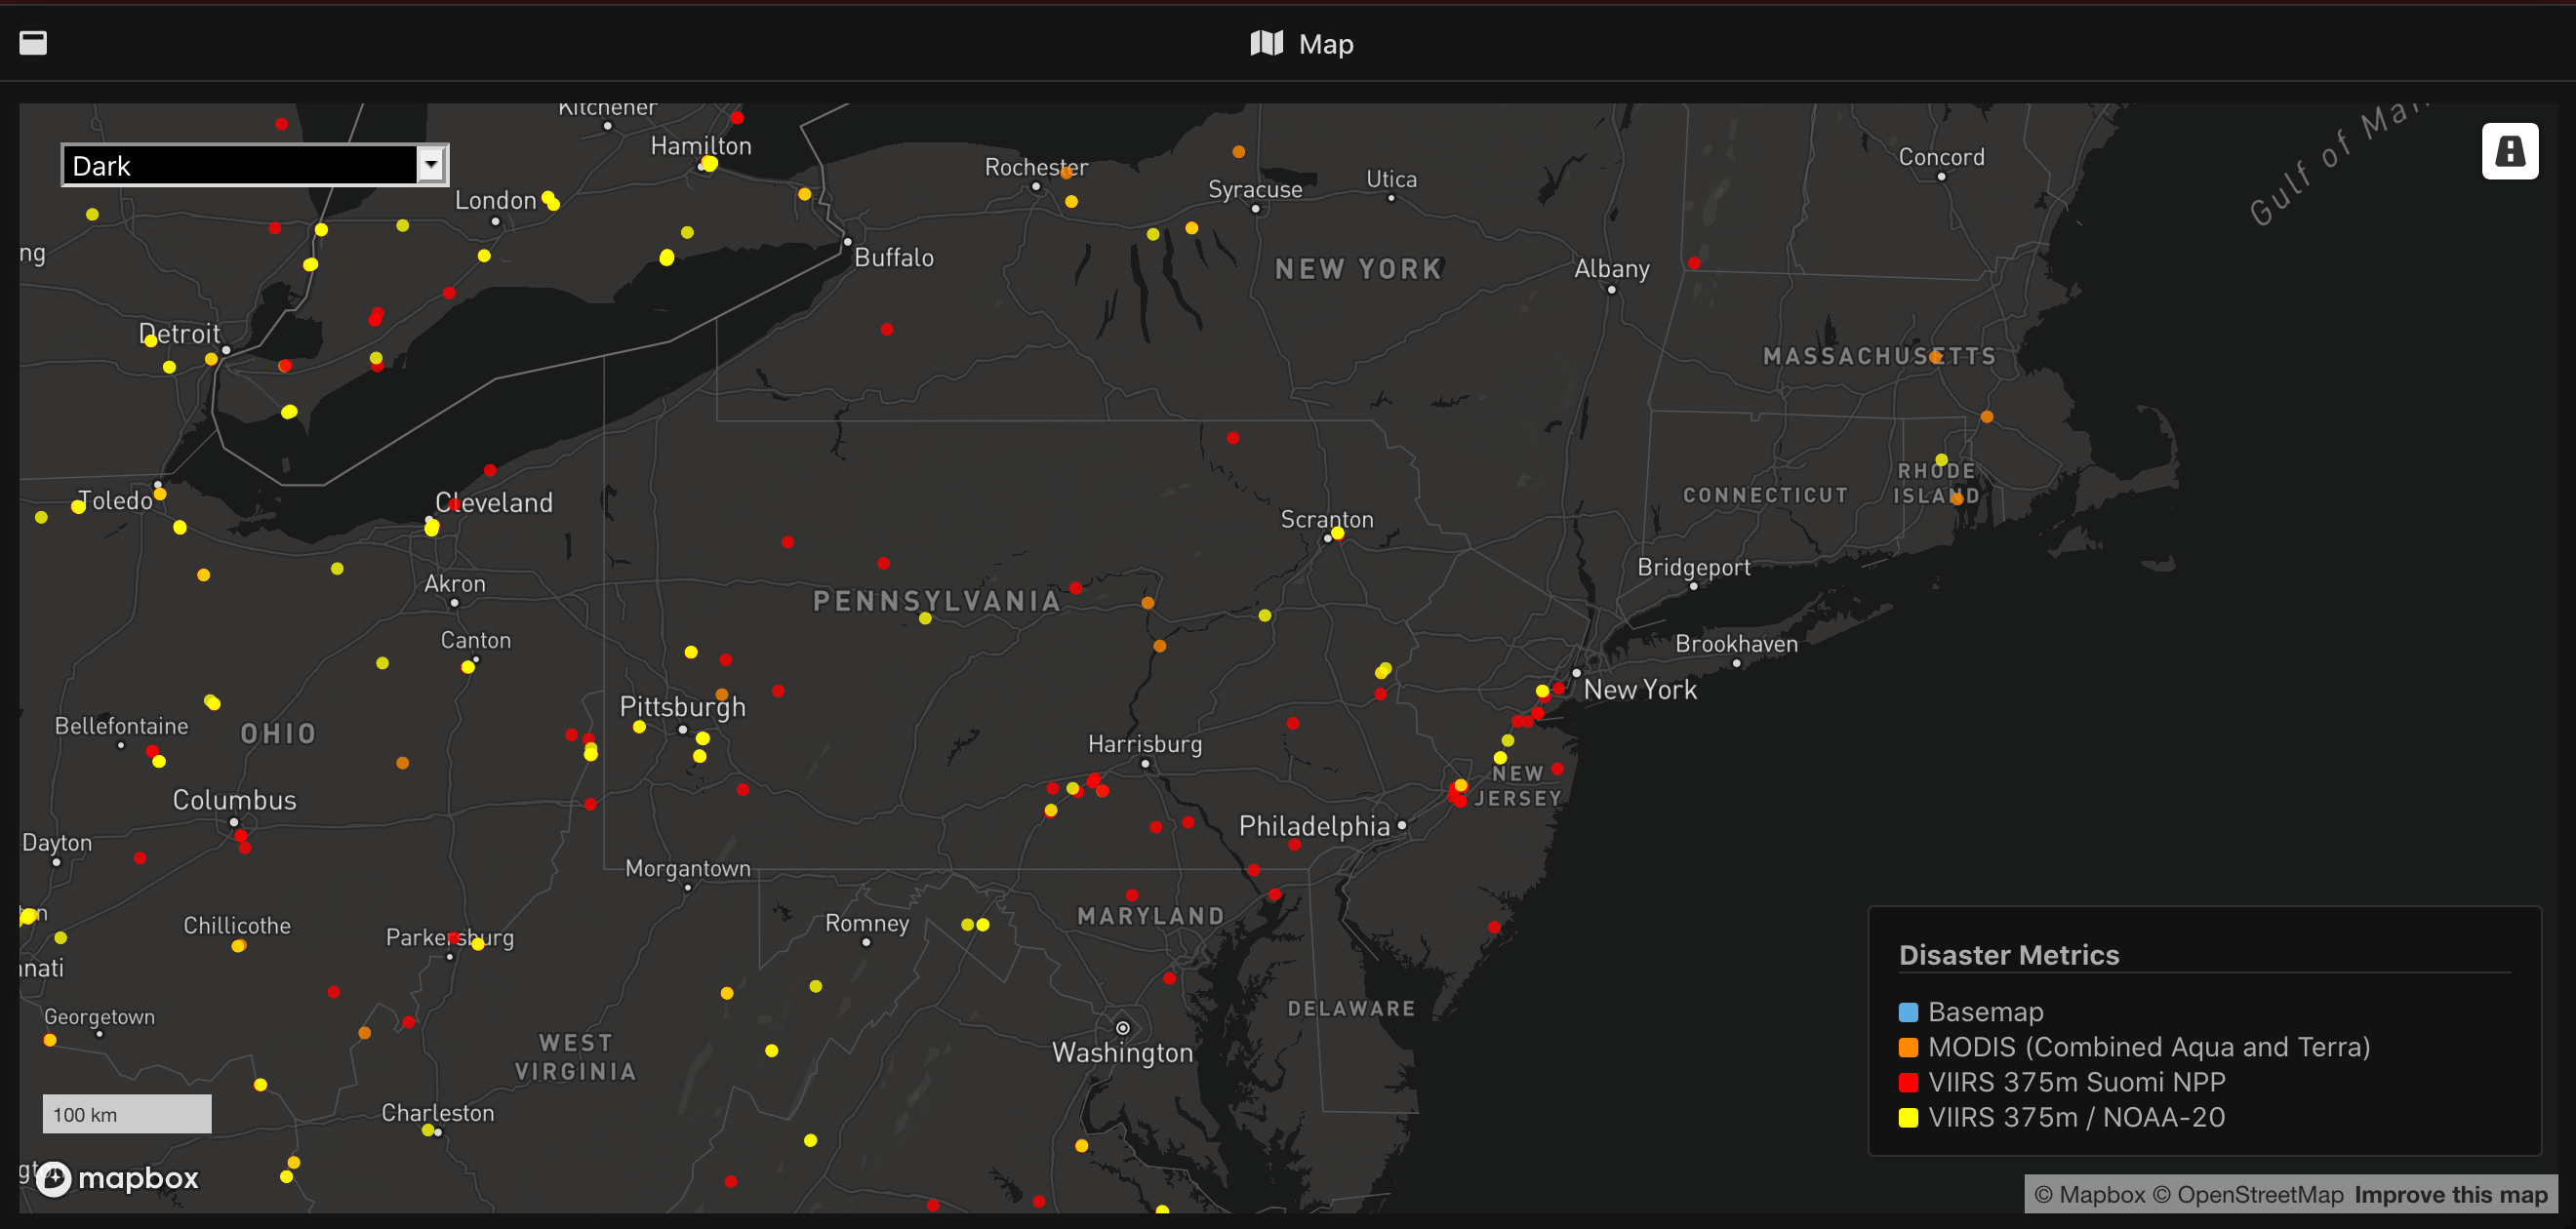 Map
Dark
Kitchener
Hamilton
London
Rochester
Syracuse
Utica
Concord
Gulf of
ng
Buffalo
NEW YORK
Albany
Detroit
MASSACHUSETTS
Toledo
Cleveland
CONNECTICUT
RHODE
ISLAND
Scranton
Akron
Bridgeport
PENNSYLVANIA
Canton
Brookhaven
New York
Pittsburgh
Bellefontaine
OHIO
Harrisburg
NEW
JERSEY
Columbus
Philadelphia
Dayton
Morgantown
MARYLAND
Romney
Chillicothe
Parkersburg
nnati
DELAWARE
Georgetown
WEST
VIRGINIA
Washington
Charleston
100 km
mapbox
Disaster Metrics
Basemap
MODIS (Combined Aqua and Terra)
VIIRS 375m Suomi NPP
VIIRS 375m / NOAA-20
© Mapbox © OpenStreetMap Improve this map